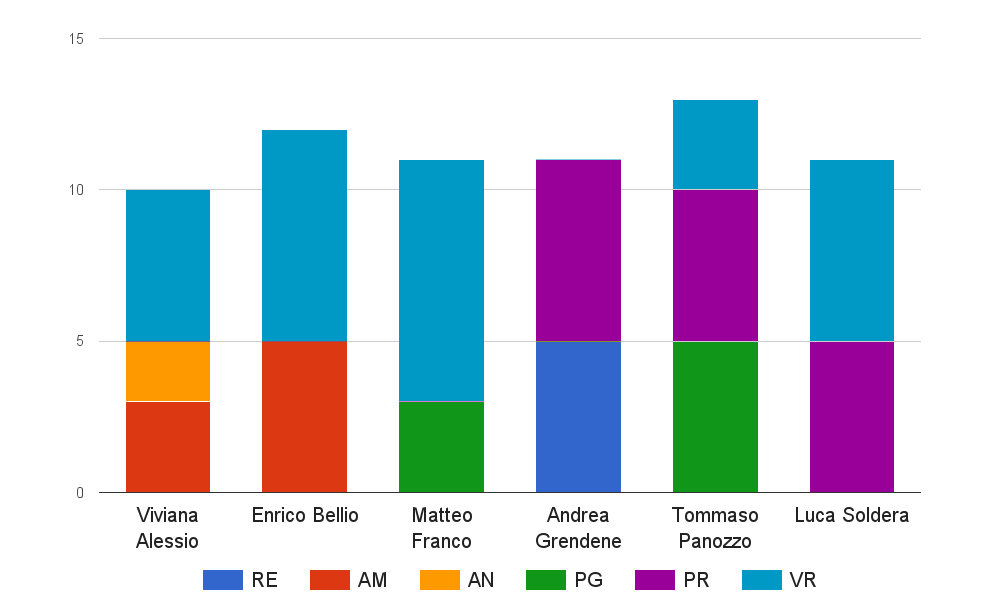 15
10
5
0
Viviana Alessio
Enrico Bellio
Matteo Franco
Andrea Grendene
Tommaso Panozzo
Luca Soldera
RE AM AN PG PR VR